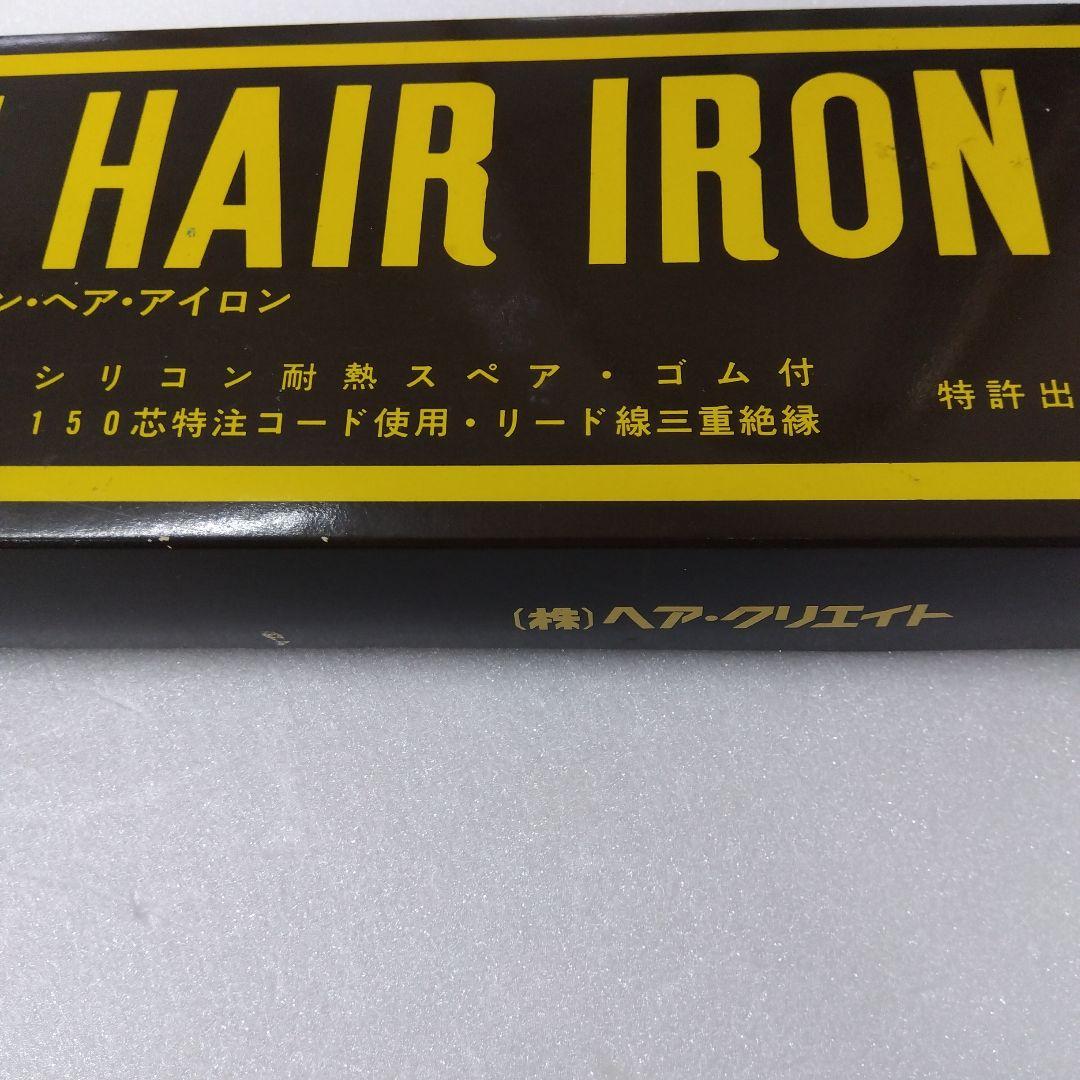 HAIR IRON
ン・ヘア・アイロン
シリコン耐熱スペア・ゴム付
150芯特注コード使用・リード線三重絶縁
特許出
(株)ヘア・クリエイト